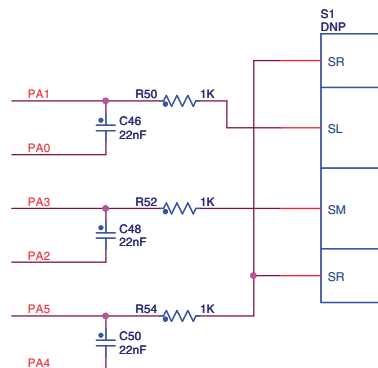 S1
DNP
SR
PA1
R50
1K
C46
22nF
SL
PA0
PA3
R52
1K
SM
C48
22nF
PA2
SR
PA5
R54
1K
C50
22nF
PA4